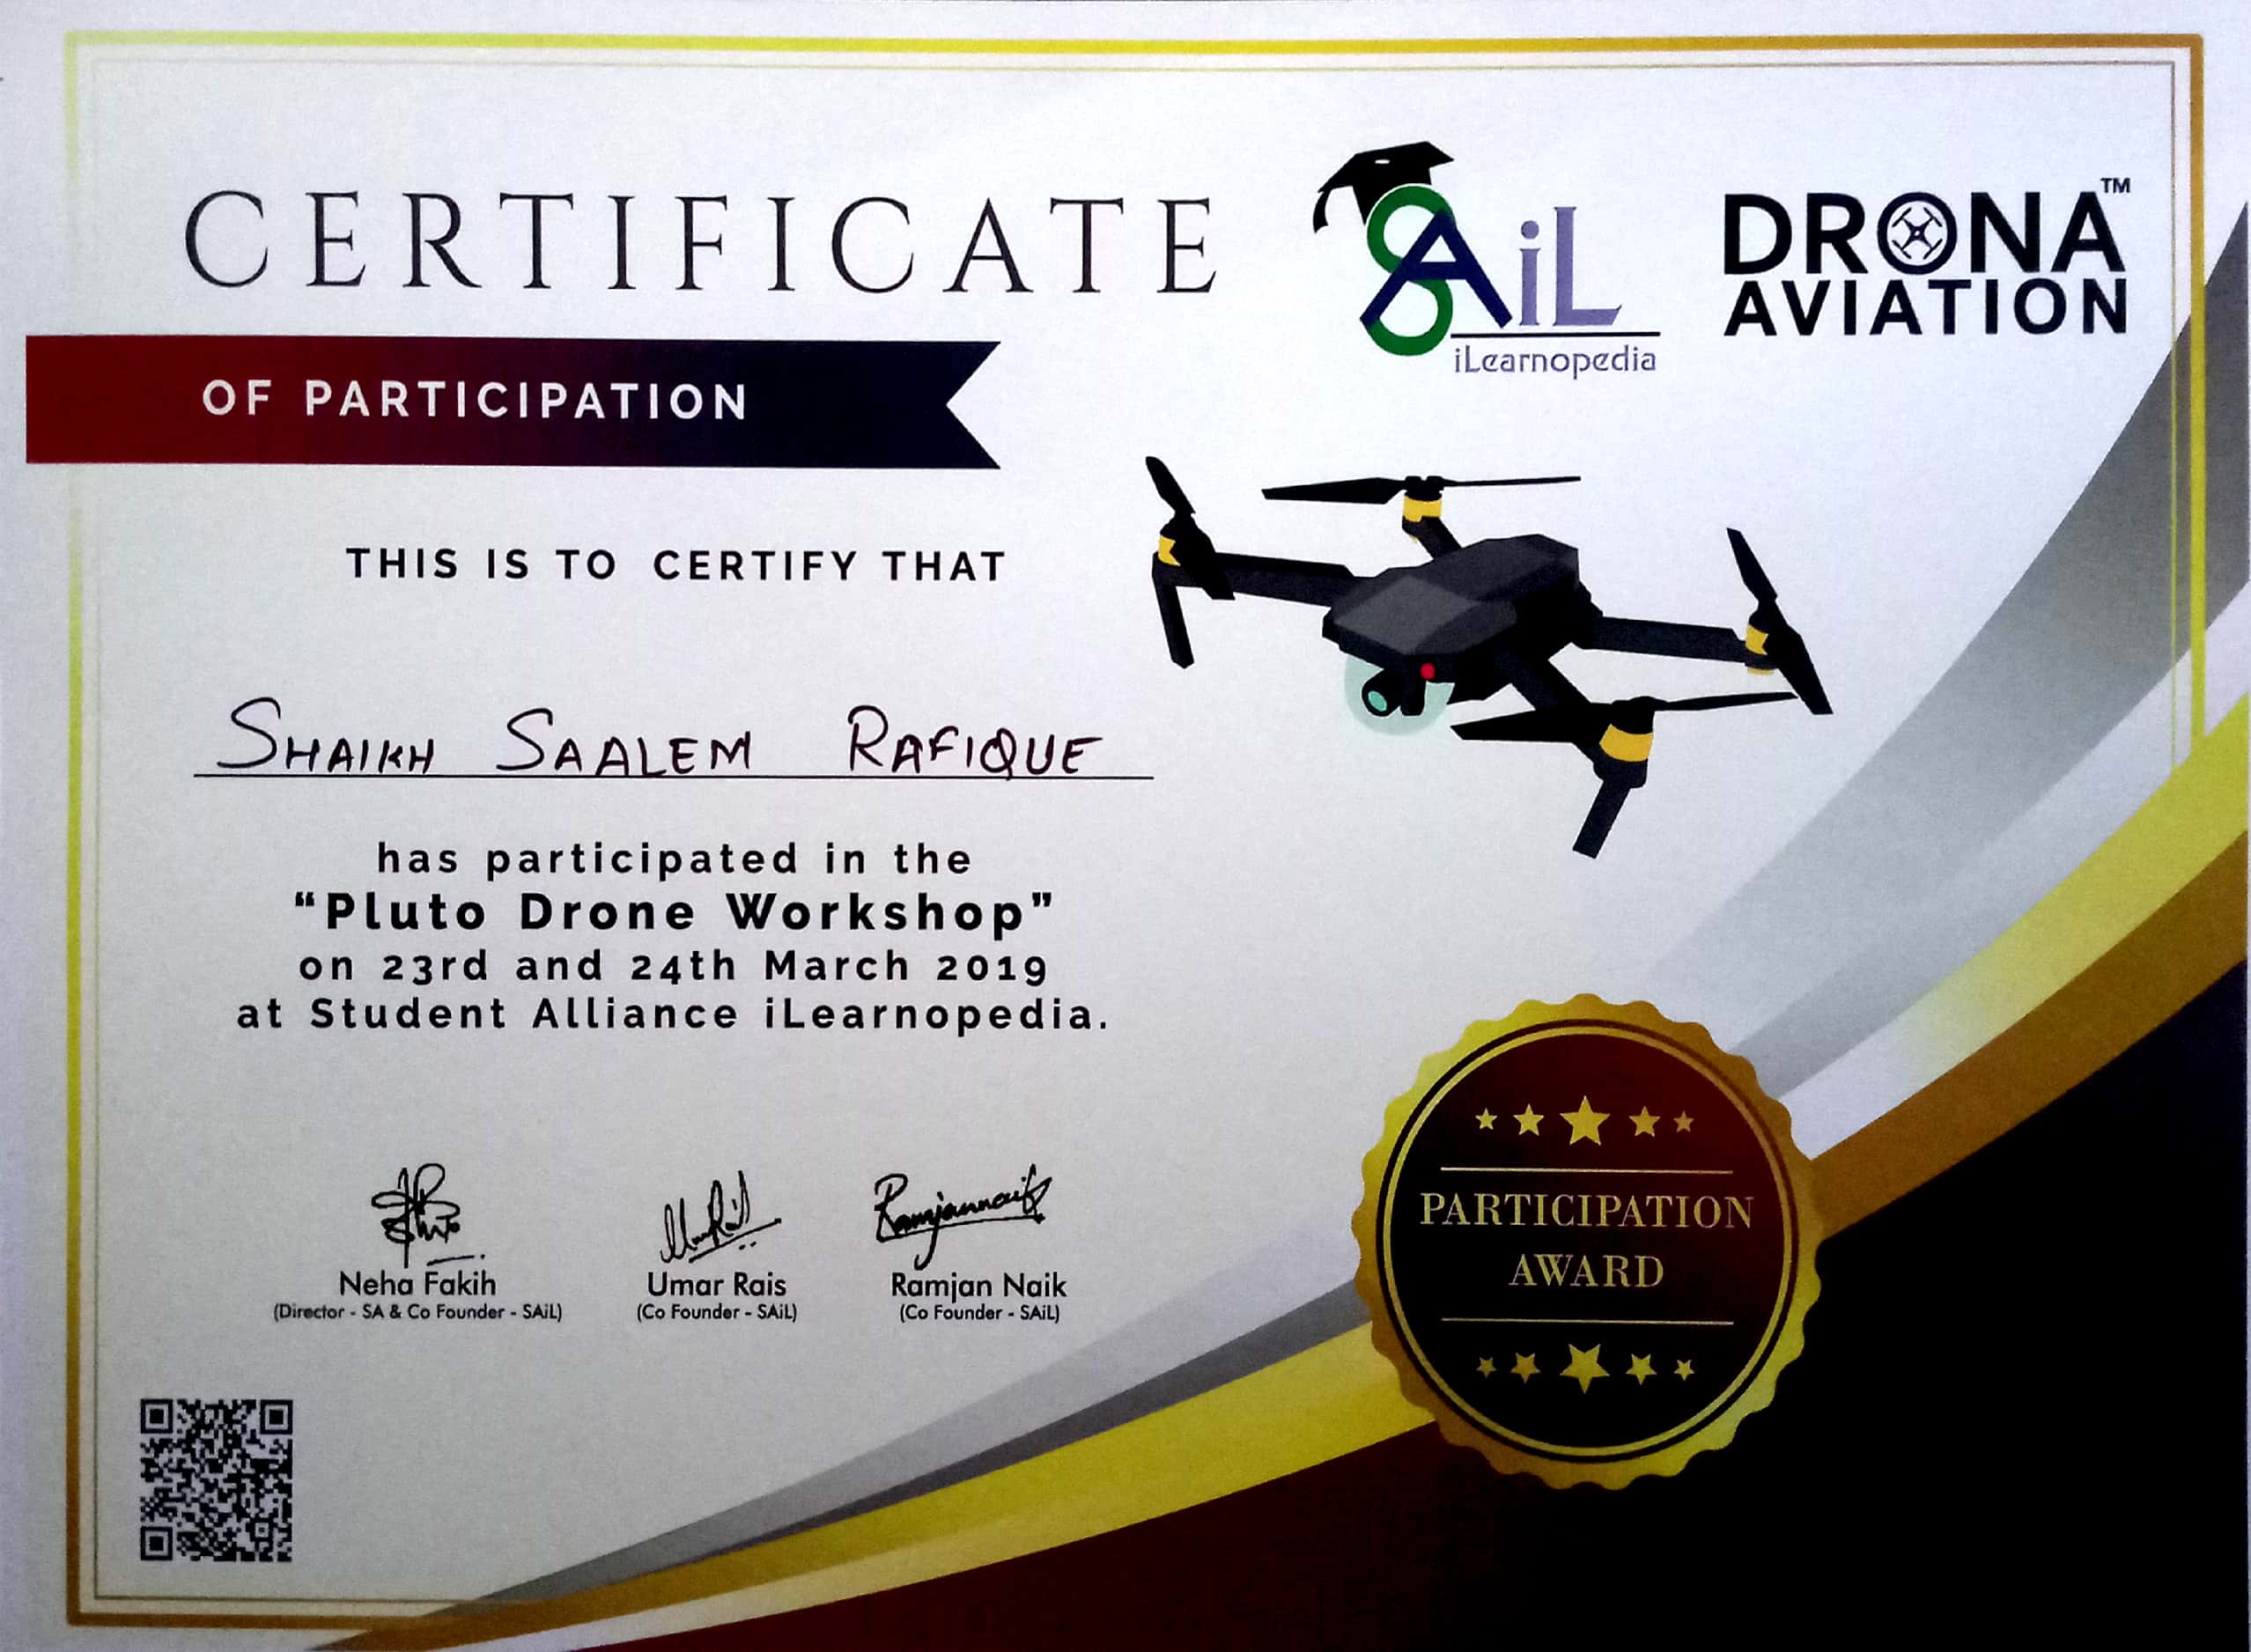 CERTIFICATE
OF PARTICIPATION
SAiL
iLearnopedia
DRONA™
AVIATION
THIS IS TO CERTIFY THAT
SHAIKH SAALEM RAFIQUE
has participated in the
“Pluto Drone Workshop”
on 23rd and 24th March 2019
at Student Alliance iLearnopedia.
Neha Fakih
(Director - SA & Co Founder - SAiL)
Umar Rais
(Co Founder - SAiL)
Ramjan Naik
(Co Founder - SAiL)
PARTICIPATION
AWARD